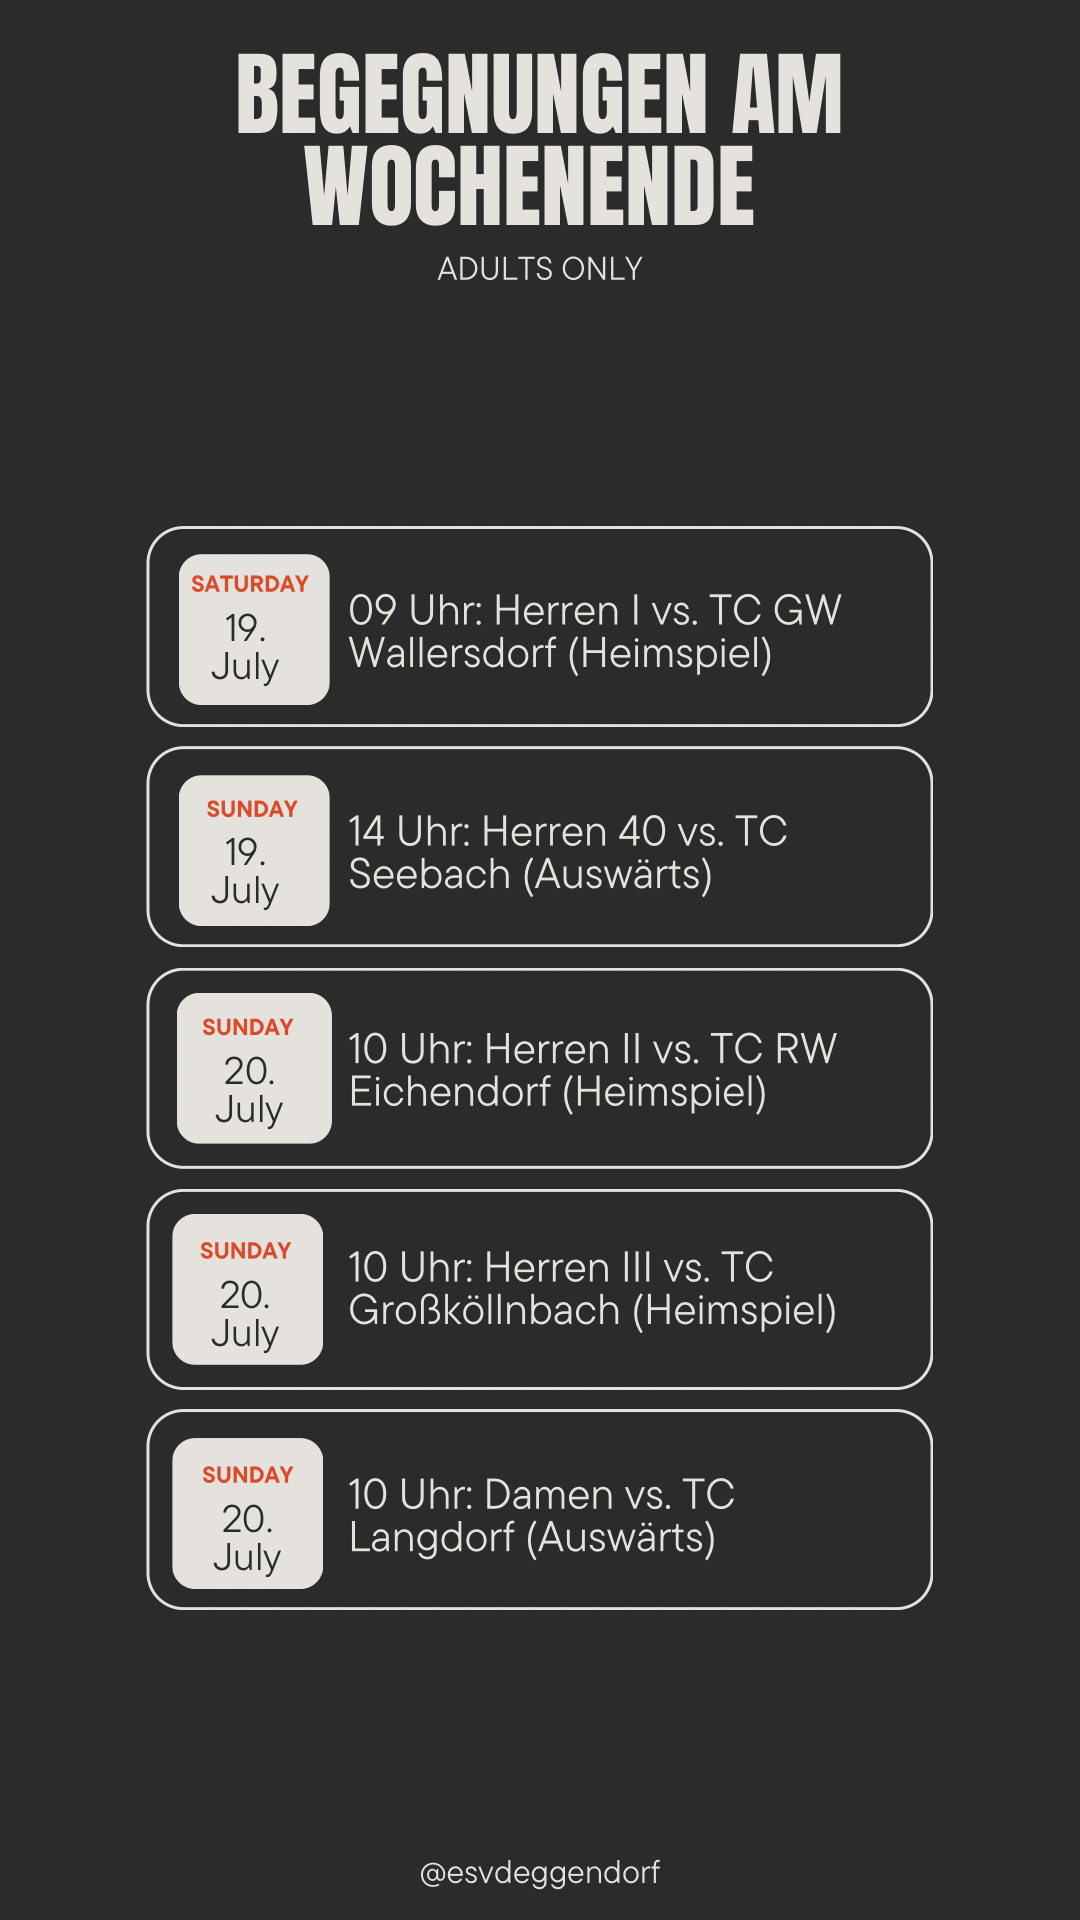 BEGEGNUNGEN AM
WOCHENENDE
ADULTS ONLY
SATURDAY
19.
July
09 Uhr: Herren I vs. TC GW
Wallersdorf (Heimspiel)
SUNDAY
19.
July
14 Uhr: Herren 40 vs. TC
Seebach (Auswärts)
SUNDAY
20.
July
10 Uhr: Herren II vs. TC RW
Eichendorf (Heimspiel)
SUNDAY
20.
July
10 Uhr: Herren III vs. TC
Großköllnbach (Heimspiel)
SUNDAY
20.
July
10 Uhr: Damen vs. TC
Langdorf (Auswärts)
@esvdeggendorf